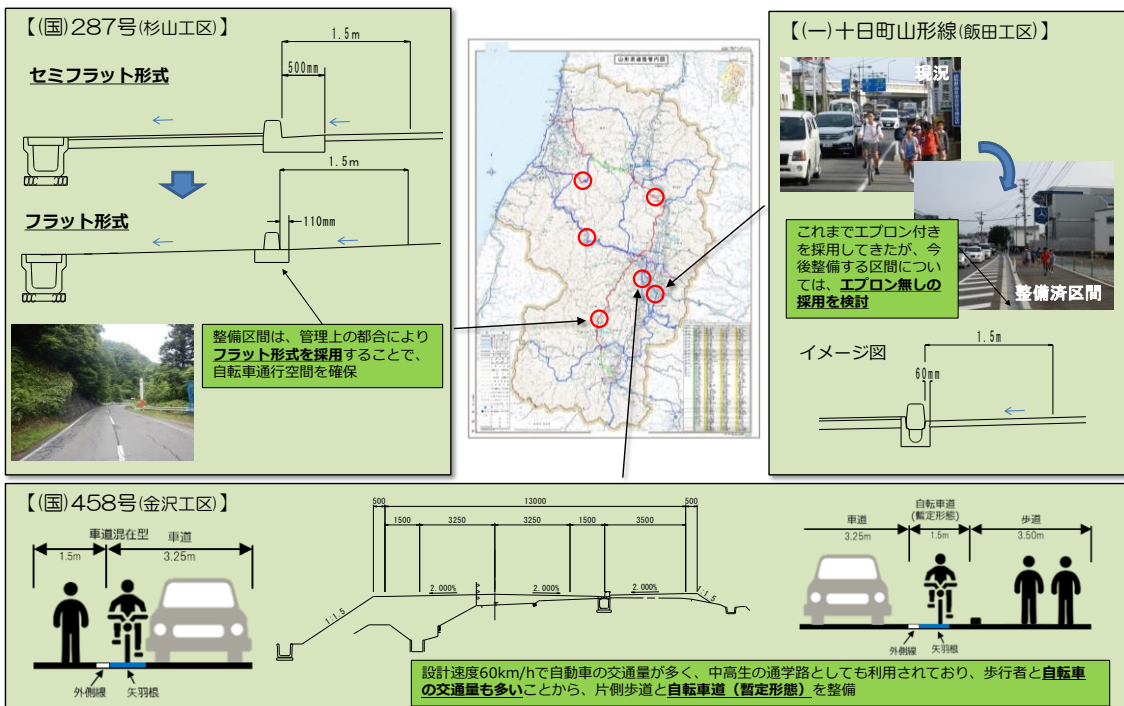 【(国)287号(杉山工区)】
セミフラット形式
1.5m
500mm
フラット形式
1.5m
110mm
整備区間は、管理上の都合により
フラット形式を採用することで、
自転車通行空間を確保
山形県道路管内図
【(一)十日町山形線(飯田工区)】
現況
これまでエプロン付き
を採用してきたが、今
後整備する区間につい
ては、エプロン無しの
採用を検討
整備済区間
イメージ図
1.5m
60mm
【(国)458号(金沢工区)】
車道混在型 車道
1.5m 3.25m
外側線 矢羽根
500 13000 500
1500 3250 3250 1500 3500
2.000% 2.000% 2.000%
1:1.5 1:1.5
自転車道
(暫定形態)
車道 歩道
3.25m 1.5m 3.50m
外側線 矢羽根
設計速度60km/hで自動車の交通量が多く、中高生の通学路としても利用されており、歩行者と自転車
の交通量も多いことから、片側歩道と自転車道(暫定形態)を整備